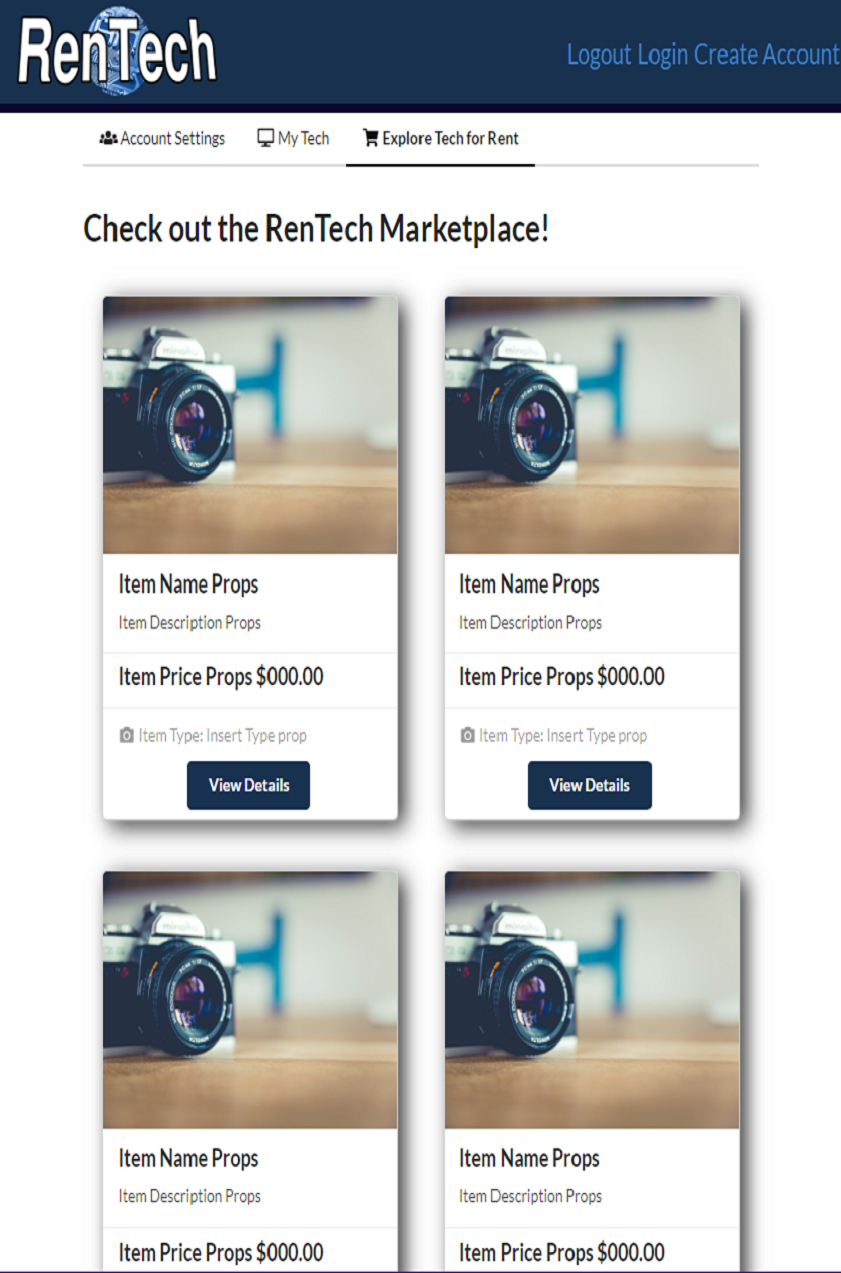 RenTech
Logout Login Create Account
Account Settings My Tech Explore Tech for Rent
Check out the RenTech Marketplace!
minolta minolta
Item Name Props Item Name Props
Item Description Props Item Description Props
Item Price Props $000.00 Item Price Props $000.00
Item Type: Insert Type prop Item Type: Insert Type prop
View Details View Details
minolta minolta
Item Name Props Item Name Props
Item Description Props Item Description Props
Item Price Props $000.00 Item Price Props $000.00